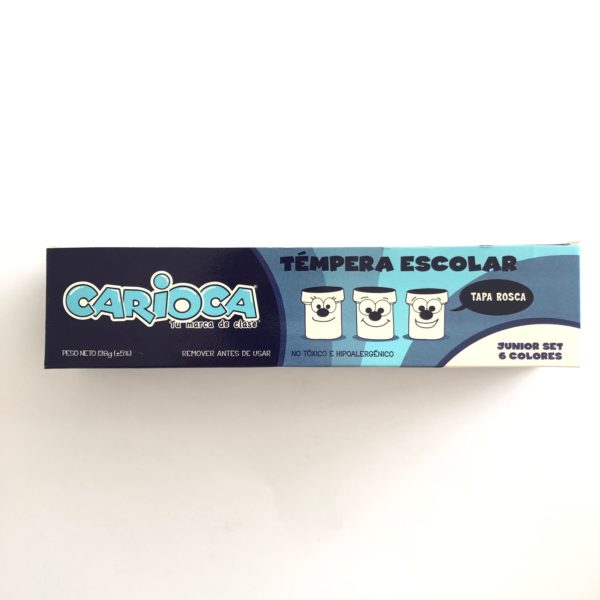 TÉMPERA ESCOLAR
CARIOCA
Tu marca de clase
TAPA ROSCA
PESO NETO 138g (±5%)
REMOVER ANTES DE USAR
NO TÓXICO E HIPOALERGÉNICO
JUNIOR SET
6 COLORES